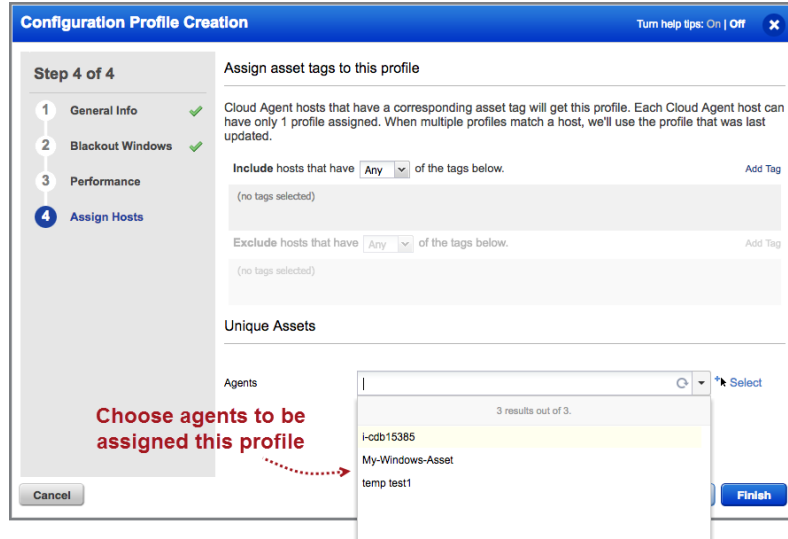 Configuration Profile Creation
Turn help tips: On | Off
Step 4 of 4
1 General Info
2 Blackout Windows
3 Performance
4 Assign Hosts
Assign asset tags to this profile
Cloud Agent hosts that have a corresponding asset tag will get this profile. Each Cloud Agent host can
have only 1 profile assigned. When multiple profiles match a host, we'll use the profile that was last
updated.
Include hosts that have Any of the tags below.
Add Tag
(no tags selected)
Exclude hosts that have Any of the tags below.
Add Tag
(no tags selected)
Unique Assets
Agents
Select
3 results out of 3.
i-cdb15385
My-Windows-Asset
temp test1
Choose agents to be
assigned this profile
Cancel
Finish